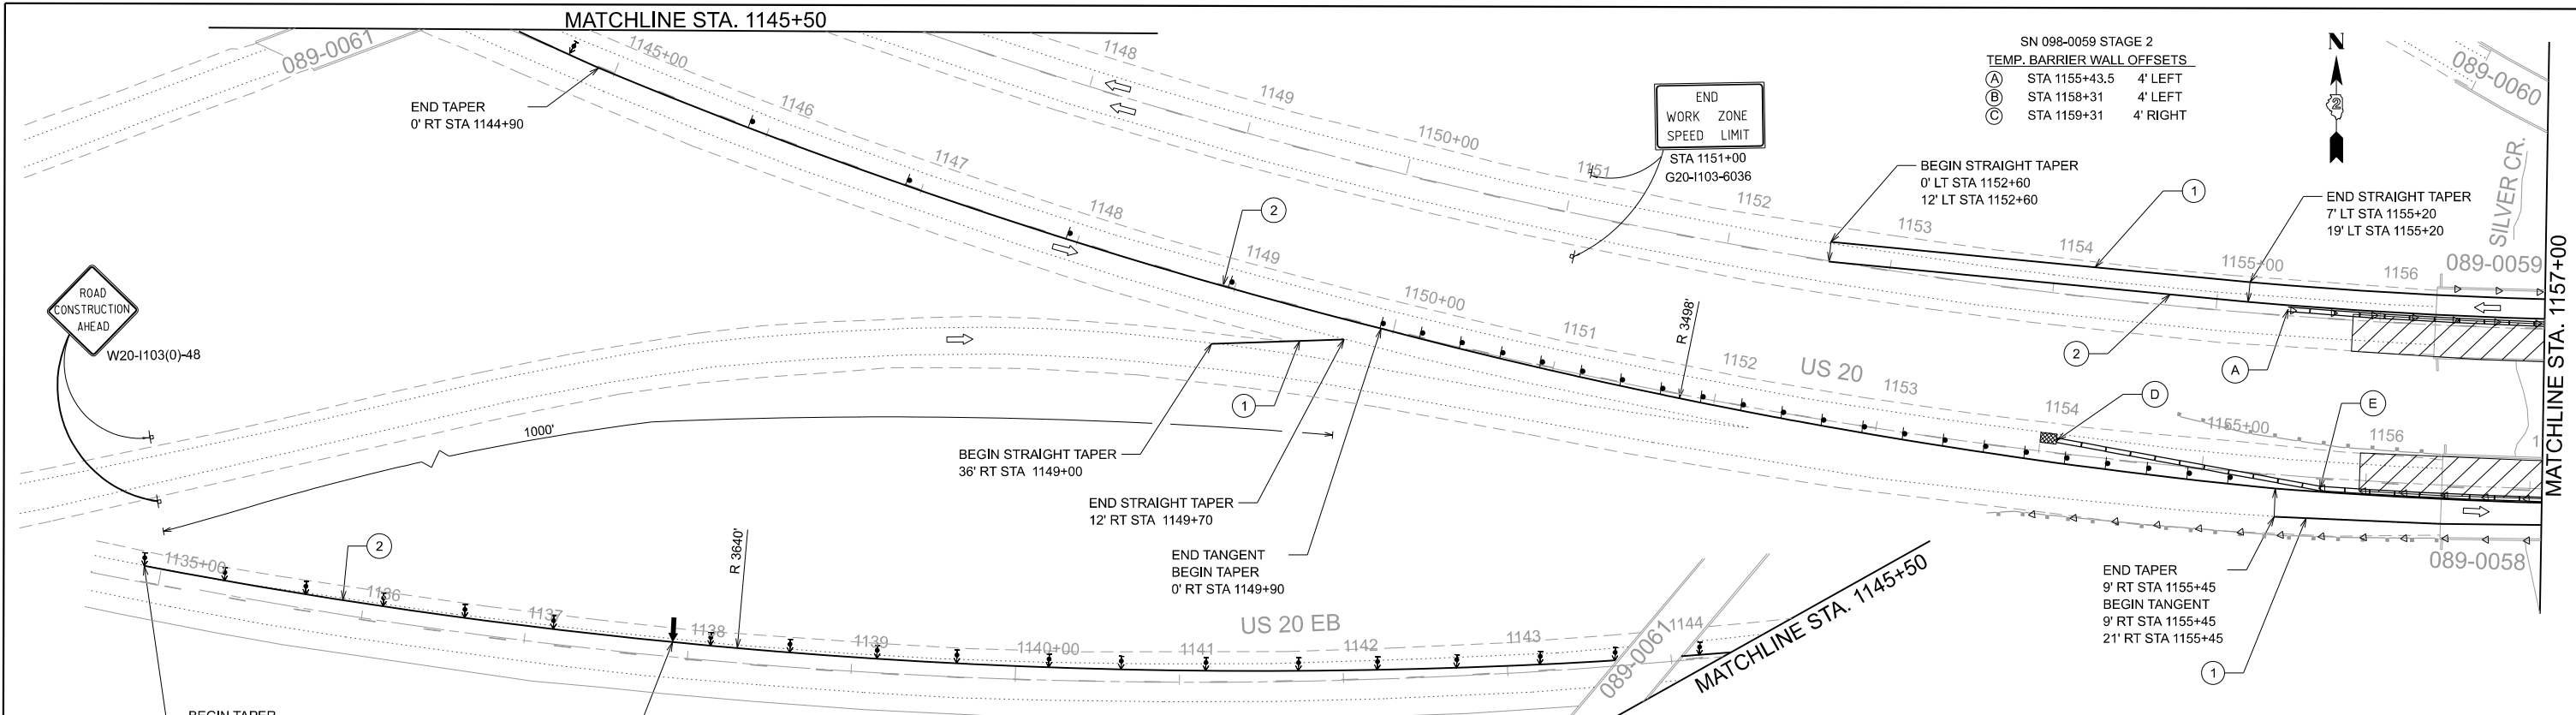 MATCHLINE STA. 1145+50
089-0061
1145+00
1146
1147
1148
1149
1150+00
1151
1152
1153
1154
1155+00
1156
END TAPER
0' RT STA 1144+90
1148
1149
1150+00
1151
1152
1153
1154
1155+00
1156
END
WORK ZONE
SPEED LIMIT
STA 1151+00
G20-I103-6036
SN 098-0059 STAGE 2
TEMP. BARRIER WALL OFFSETS
A STA 1155+43.5 4' LEFT
B STA 1158+31 4' LEFT
C STA 1159+31 4' RIGHT
N
2
089-0060
SILVER CR.
BEGIN STRAIGHT TAPER
0' LT STA 1152+60
12' LT STA 1152+60
1
END STRAIGHT TAPER
7' LT STA 1155+20
19' LT STA 1155+20
089-0059
MATCHLINE STA. 1157+00
2
2
A
ROAD
CONSTRUCTION
AHEAD
W20-I103(0)-48
R 3498'
US 20
D
E
1
1000'
BEGIN STRAIGHT TAPER
36' RT STA 1149+00
END STRAIGHT TAPER
12' RT STA 1149+70
END TANGENT
BEGIN TAPER
0' RT STA 1149+90
089-0058
END TAPER
9' RT STA 1155+45
BEGIN TANGENT
9' RT STA 1155+45
21' RT STA 1155+45
1
2
R 3640'
1135+00
1136
1137
1138
1139
1140+00
1141
1142
1143
1144
US 20 EB
089-0061
MATCHLINE STA. 1145+50
BEGIN TAPER